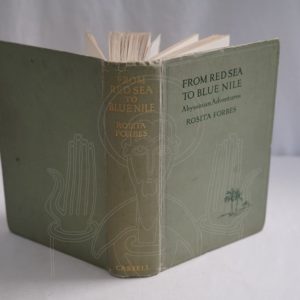 FROM
RED SEA
TO
BLUE NILE
ROSITA
FORBES
CASSELL
FROM RED SEA
TO BLUE NILE
Abyssinian Adventures
ROSITA FORBES